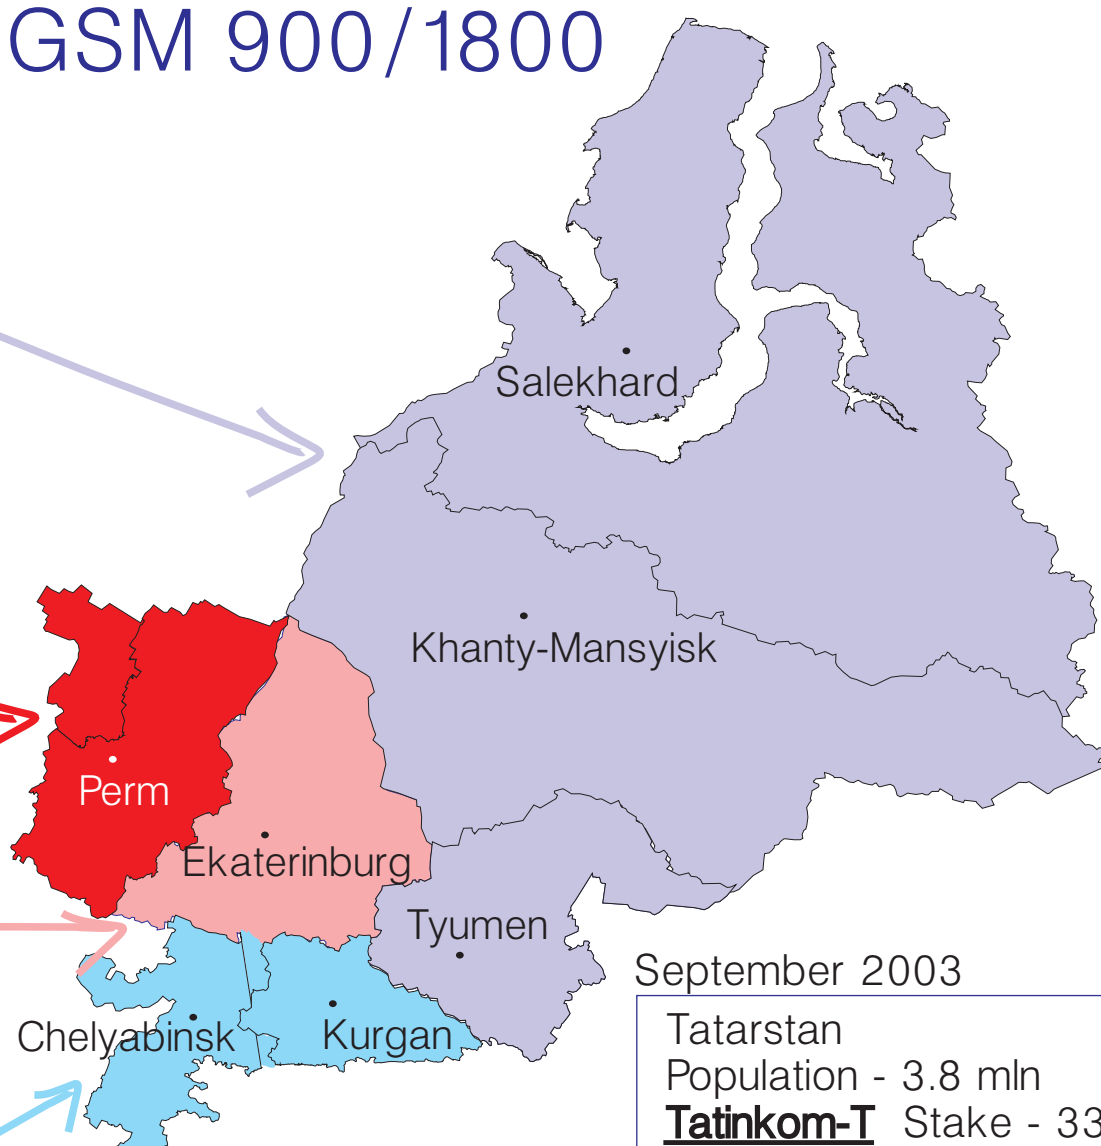 GSM 900/1800
Salekhard
Khanty-Mansyisk
Perm
Ekaterinburg
Tyumen
September 2003
Chelyabinsk
Kurgan
Tatarstan
Population - 3.8 mln
Tatinkom-T Stake - 33